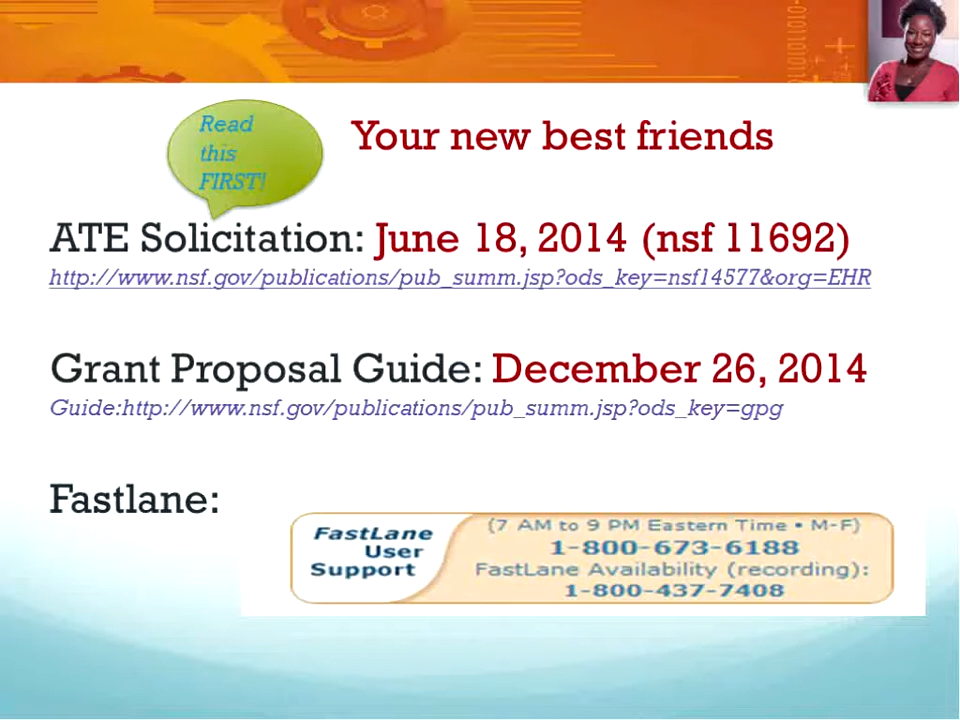 Read
this
FIRST!
Your new best friends
ATE Solicitation: June 18, 2014 (nsf 11692)
http://www.nsf.gov/publications/pub_summ.jsp?ods_key=nsf14577&org=EHR
Grant Proposal Guide: December 26, 2014
Guide:http://www.nsf.gov/publications/pub_summ.jsp?ods_key=gpg
Fastlane:
FastLane
User
Support
(7 AM to 9 PM Eastern Time • M-F)
1-800-673-6188
FastLane Availability (recording):
1-800-437-7408